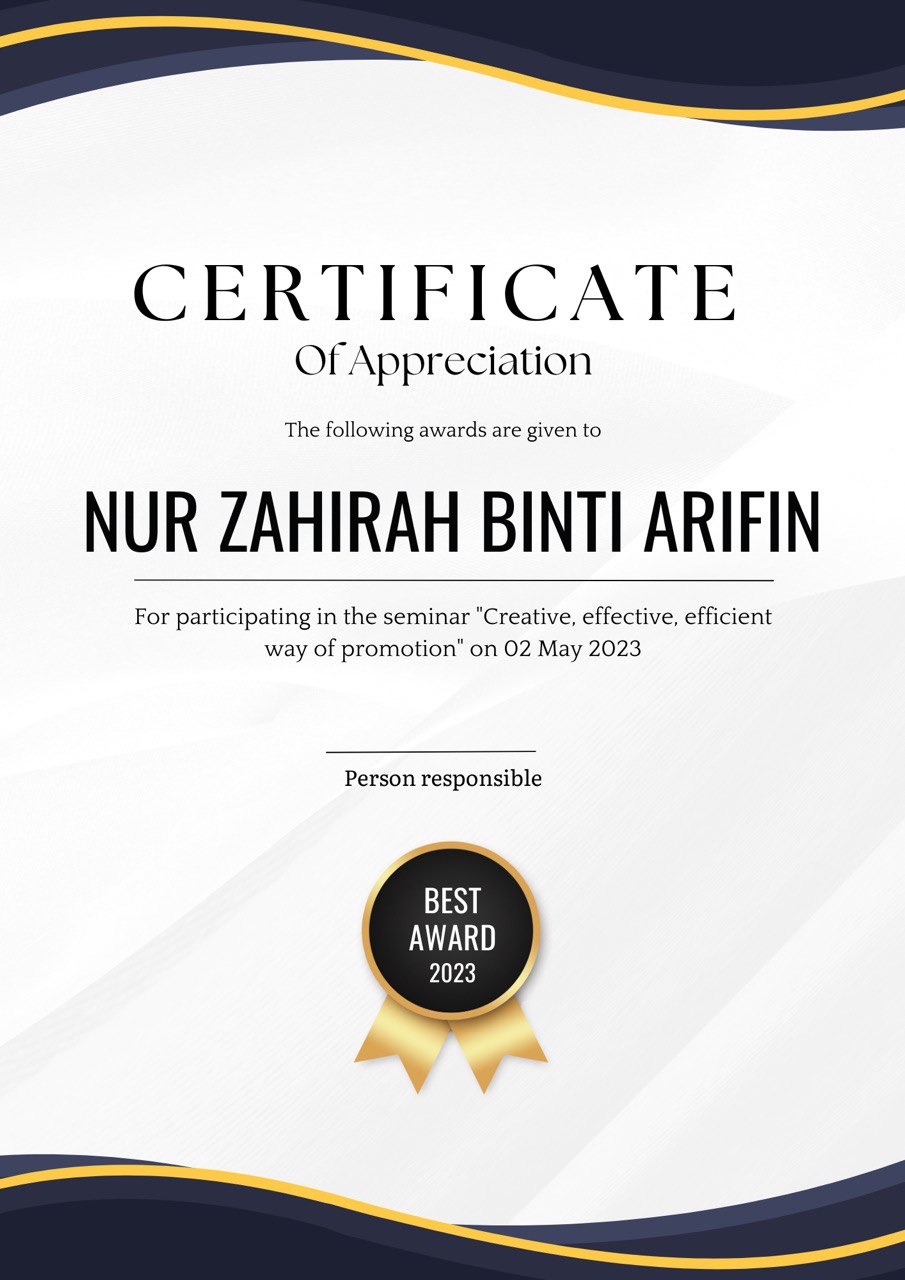 CERTIFICATE
Of Appreciation
The following awards are given to
NUR ZAHIRAH BINTI ARIFIN
For participating in the seminar "Creative, effective, efficient
way of promotion" on 02 May 2023
Person responsible
BEST
AWARD
2023